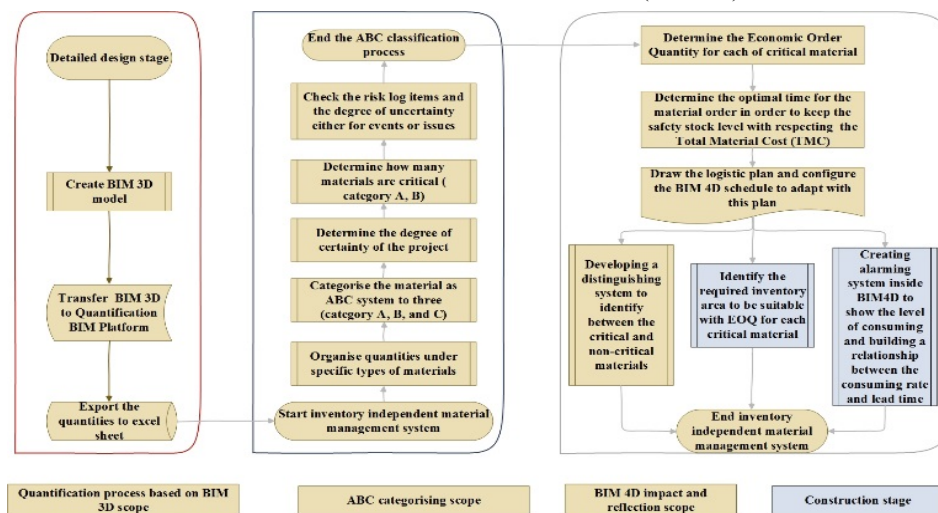 Detailed design stage
Create BIM 3D
model
Transfer BIM 3D
to Quantification
BIM Platform
Export the
quantities to excel
sheet
End the ABC classification
process
Check the risk log items and
the degree of uncertainty
either for events or issues
Determine how many
materials are critical (
category A, B)
Determine the degree of
certainty of the project
Categorise the material as
ABC system to three
(category A, B, and C)
Organise quantities under
specific types of materials
Start inventory independent material
management system
Determine the Economic Order
Quantity for each of critical material
Determine the optimal time for the
material order in order to keep the
safety stock level with respecting the
Total Material Cost (TMC)
Draw the logistic plan and configure
the BIM 4D schedule to adapt with
this plan
Developing a
distinguishing system to
identify between the
critical and
non-critical
materials
Identify the
required inventory
area to be suitable
with EOQ for each
critical material
Creating
alarming
system inside
BIM4D to
show the level
of consuming
and building a
relationship
between the
consuming rate
and lead time
End inventory
independent material
management system
Quantification process based on BIM
3D scope
ABC categorising scope
BIM 4D impact and
reflection scope
Construction stage